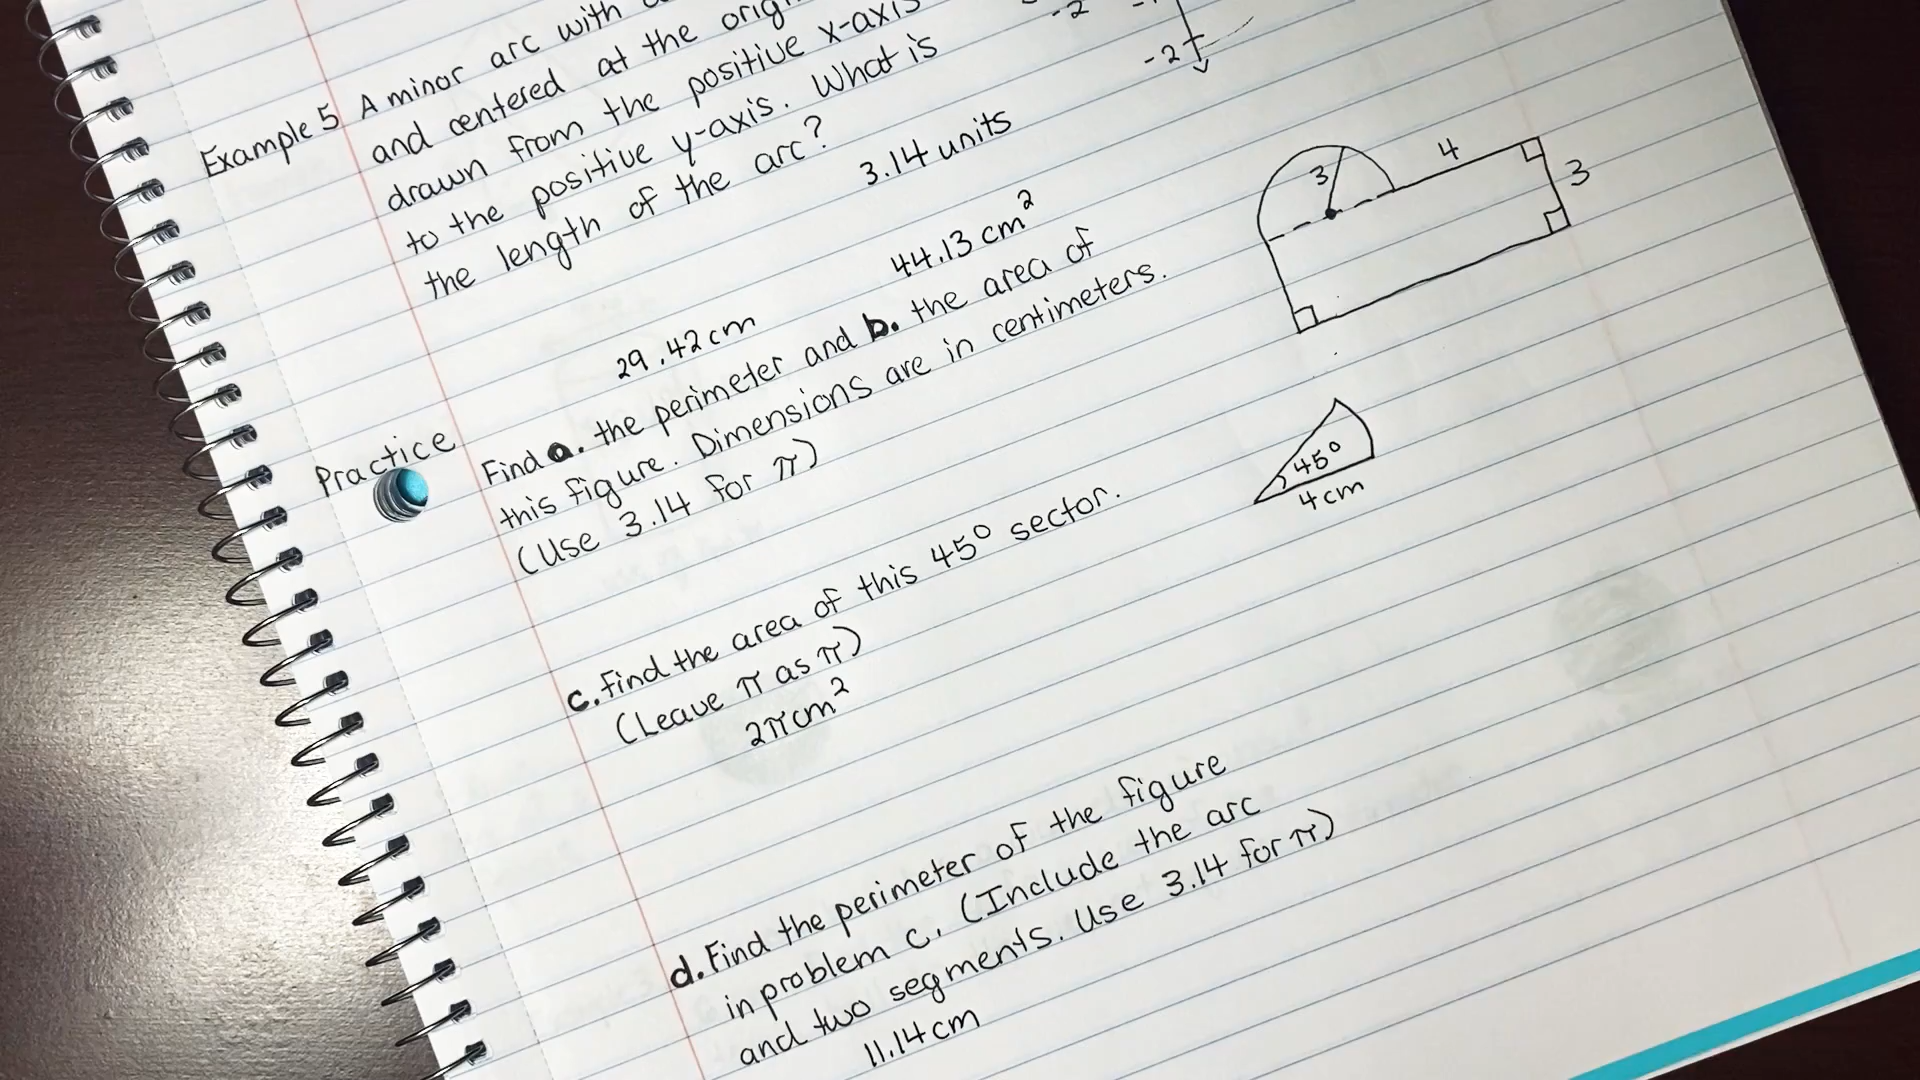 Example 5 A minor arc with
and centered at the
drawn from the positive x-axis
to the positive y-axis. What is
the length of the arc?
3.14 units
-2
-2
3
4
3
29.42 cm
44.13 cm²
Practice
Find a. the perimeter and b. the area of
this figure. Dimensions are in centimeters.
(Use 3.14 for π)
45°
4cm
c. Find the area of this 45° sector.
(Leave π as π)
2π cm²
d. Find the perimeter of the figure
in problem c. (Include the arc
and two segments. Use 3.14 for π)
11.14 cm